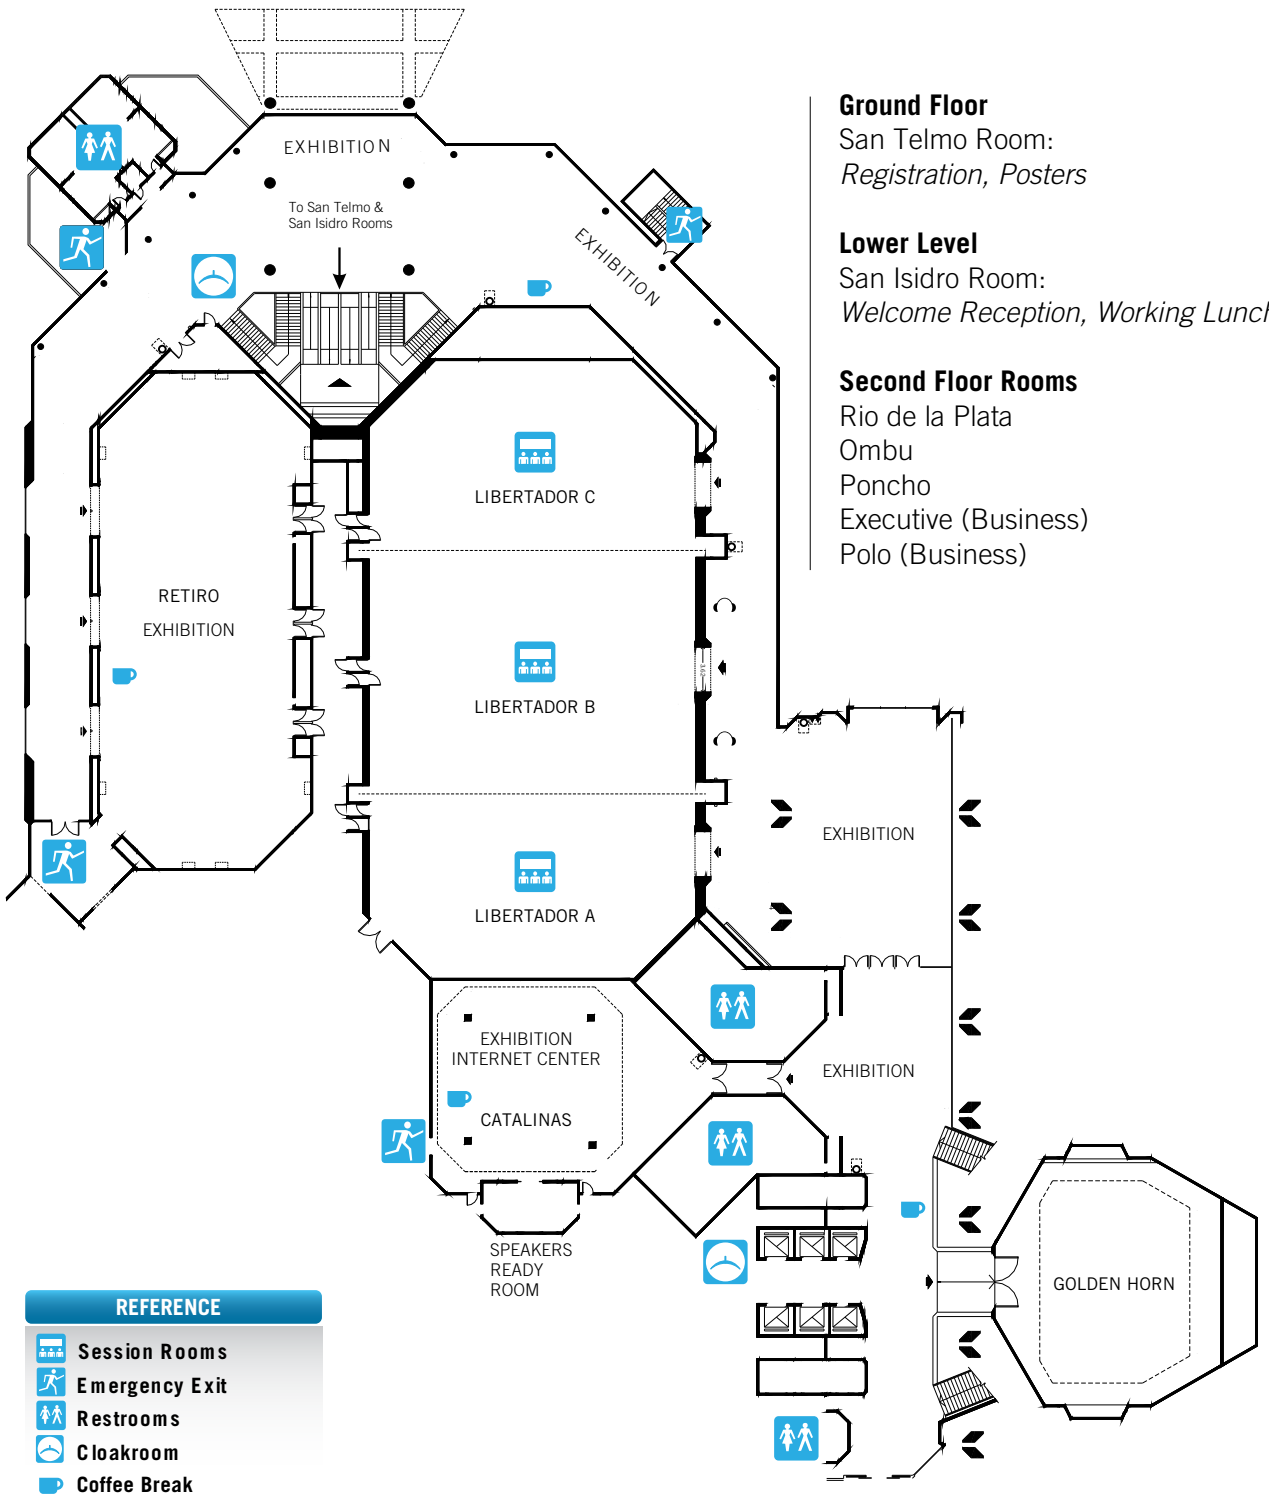 EXHIBITION
To San Telmo &
San Isidro Rooms
EXHIBITION
Ground Floor
San Telmo Room:
Registration, Posters
Lower Level
San Isidro Room:
Welcome Reception, Working Lunch
Second Floor Rooms
Rio de la Plata
Ombu
Poncho
Executive (Business)
Polo (Business)
LIBERTADOR C
RETIRO
EXHIBITION
LIBERTADOR B
EXHIBITION
LIBERTADOR A
EXHIBITION
INTERNET CENTER
CATALINAS
EXHIBITION
SPEAKERS
READY
ROOM
GOLDEN HORN
REFERENCE
Session Rooms
Emergency Exit
Restrooms
Cloakroom
Coffee Break